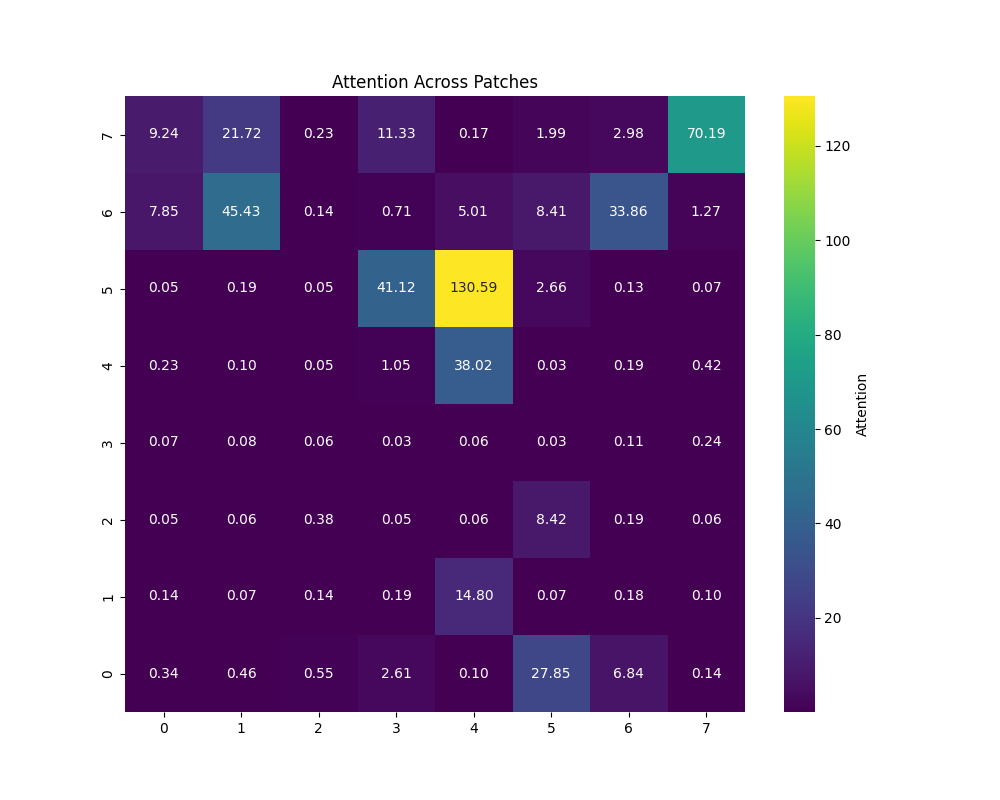 Attention Across Patches
7 9.24 21.72 0.23 11.33 0.17 1.99 2.98 70.19
6 7.85 45.43 0.14 0.71 5.01 8.41 33.86 1.27
5 0.05 0.19 0.05 41.12 130.59 2.66 0.13 0.07
4 0.23 0.10 0.05 1.05 38.02 0.03 0.19 0.42
3 0.07 0.08 0.06 0.03 0.06 0.03 0.11 0.24
2 0.05 0.06 0.38 0.05 0.06 8.42 0.19 0.06
1 0.14 0.07 0.14 0.19 14.80 0.07 0.18 0.10
0 0.34 0.46 0.55 2.61 0.10 27.85 6.84 0.14
0 1 2 3 4 5 6 7
120
100
80
60
40
20
Attention